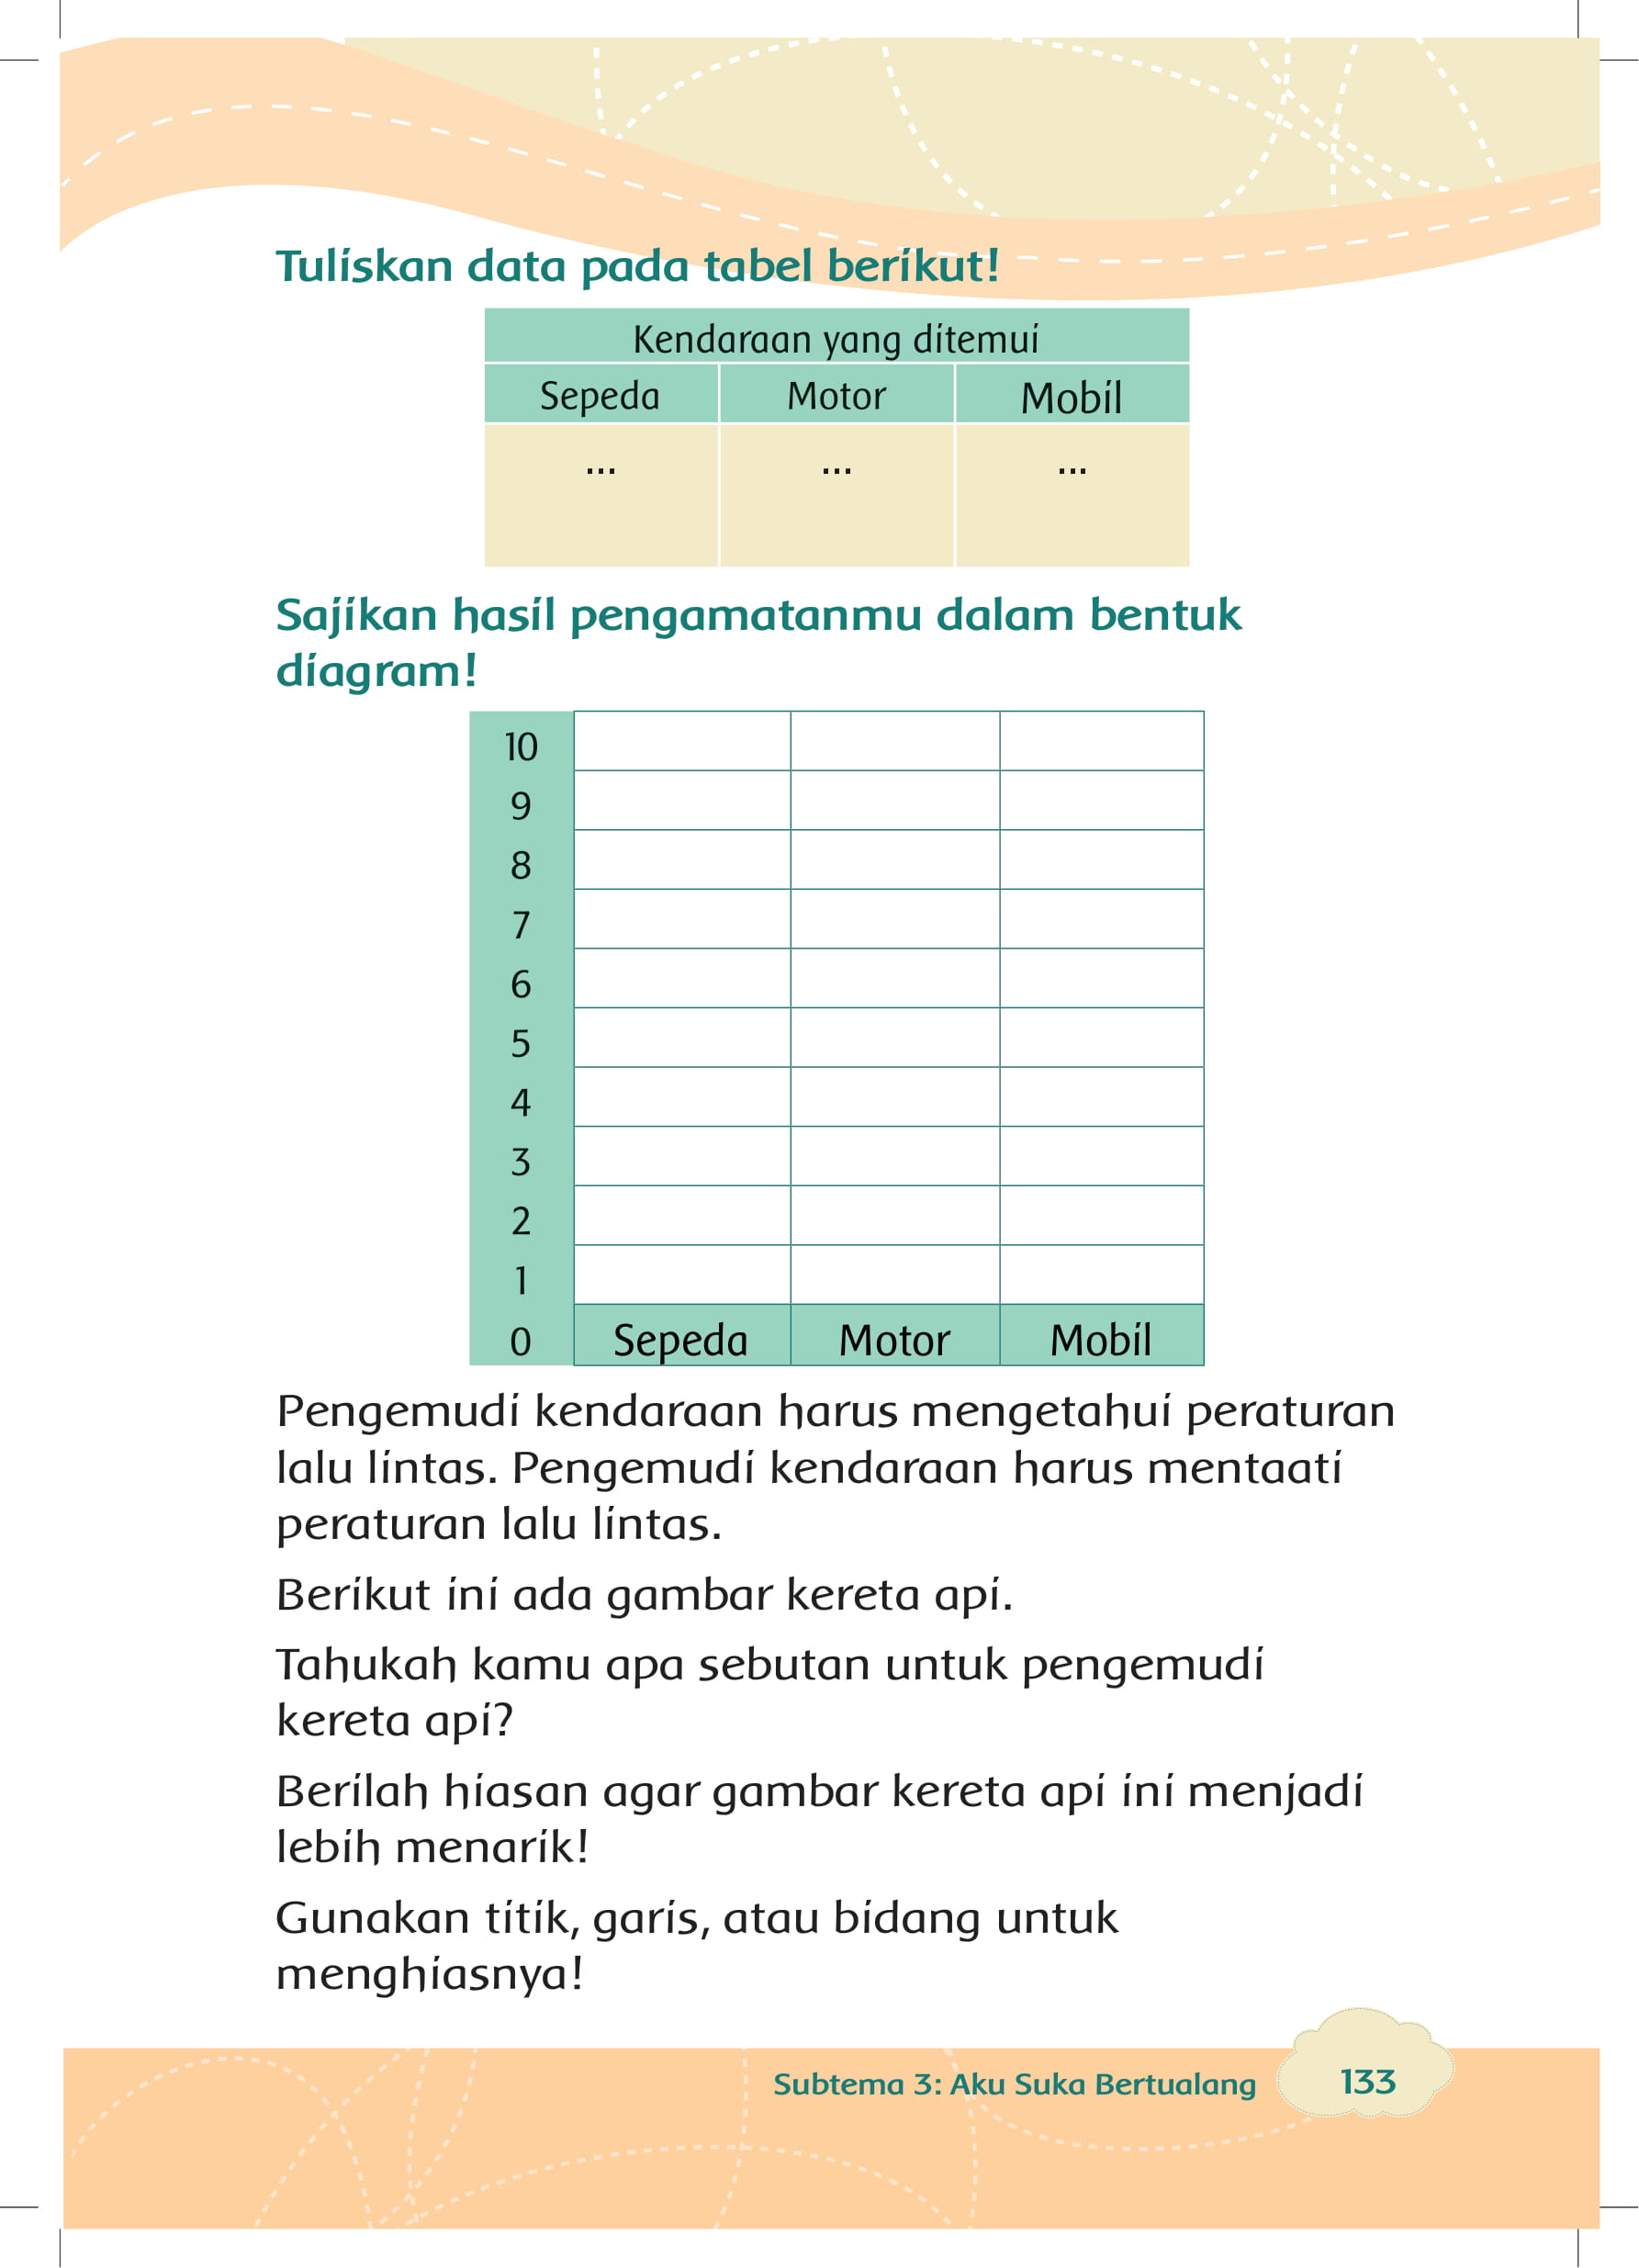 Tuliskan data pada tabel berikut!
Kendaraan yang ditemui
Sepeda Motor Mobil
... ... ...
Sajikan hasil pengamatanmu dalam bentuk
diagram!
10
9
8
7
6
5
4
3
2
1
0 Sepeda Motor Mobil
Pengemudi kendaraan harus mengetahui peraturan
lalu lintas. Pengemudi kendaraan harus mentaati
peraturan lalu lintas.
Berikut ini ada gambar kereta api.
Tahukah kamu apa sebutan untuk pengemudi
kereta api?
Berilah hiasan agar gambar kereta api ini menjadi
lebih menarik!
Gunakan titik, garis, atau bidang untuk
menghiasnya!
Subtema 3: Aku Suka Bertualang 133